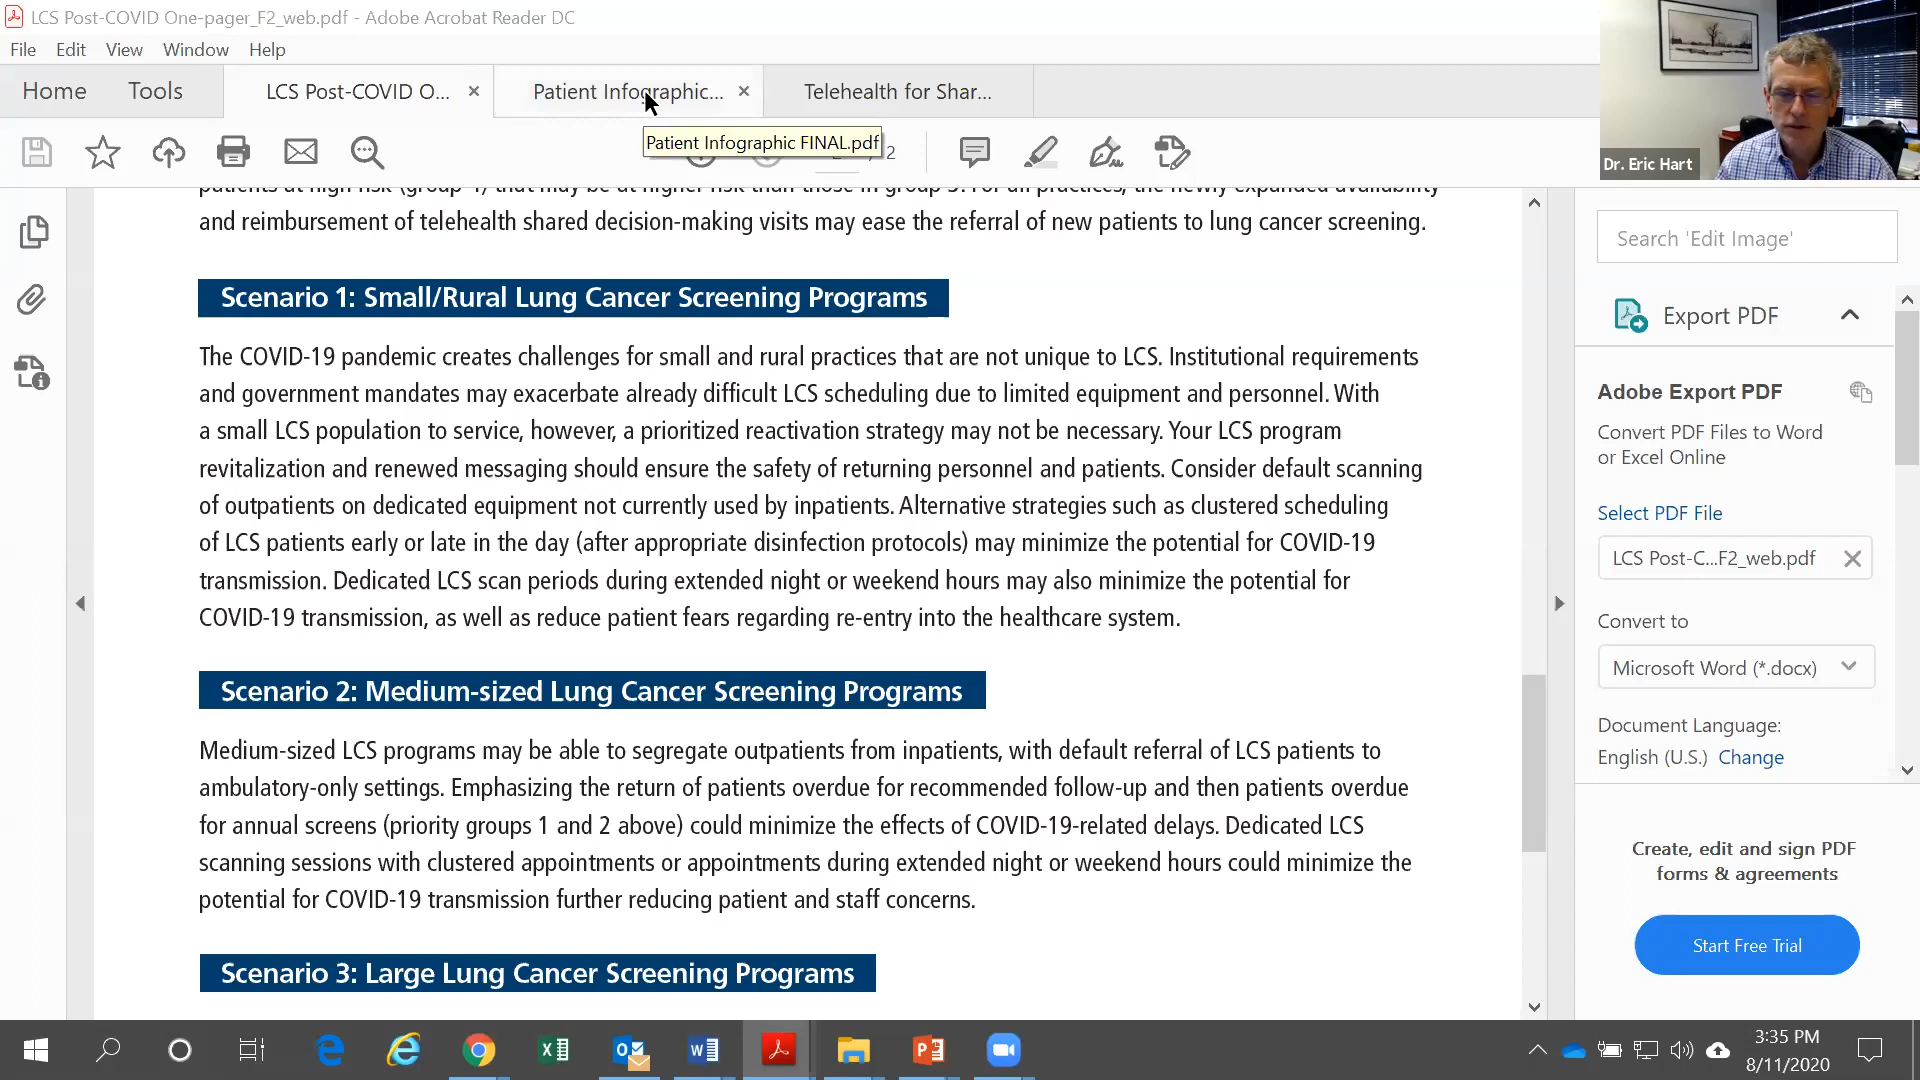 LCS Post-COVID One-pager_F2_web.pdf - Adobe Acrobat Reader DC
File Edit View Window Help
Home Tools LCS Post-COVID O... × Patient Infographic... × Telehealth for Shar...
Patient Infographic FINAL.pdf
2
Dr. Eric Hart
and reimbursement of telehealth shared decision-making visits may ease the referral of new patients to lung cancer screening.
Scenario 1: Small/Rural Lung Cancer Screening Programs
The COVID-19 pandemic creates challenges for small and rural practices that are not unique to LCS. Institutional requirements
and government mandates may exacerbate already difficult LCS scheduling due to limited equipment and personnel. With
a small LCS population to service, however, a prioritized reactivation strategy may not be necessary. Your LCS program
revitalization and renewed messaging should ensure the safety of returning personnel and patients. Consider default scanning
of outpatients on dedicated equipment not currently used by inpatients. Alternative strategies such as clustered scheduling
of LCS patients early or late in the day (after appropriate disinfection protocols) may minimize the potential for COVID-19
transmission. Dedicated LCS scan periods during extended night or weekend hours may also minimize the potential for
COVID-19 transmission, as well as reduce patient fears regarding re-entry into the healthcare system.
Scenario 2: Medium-sized Lung Cancer Screening Programs
Medium-sized LCS programs may be able to segregate outpatients from inpatients, with default referral of LCS patients to
ambulatory-only settings. Emphasizing the return of patients overdue for recommended follow-up and then patients overdue
for annual screens (priority groups 1 and 2 above) could minimize the effects of COVID-19-related delays. Dedicated LCS
scanning sessions with clustered appointments or appointments during extended night or weekend hours could minimize the
potential for COVID-19 transmission further reducing patient and staff concerns.
Scenario 3: Large Lung Cancer Screening Programs
Search 'Edit Image'
Export PDF
Adobe Export PDF
Convert PDF Files to Word
or Excel Online
Select PDF File
LCS Post-C...F2_web.pdf
Convert to
Microsoft Word (*.docx)
Document Language:
English (U.S.) Change
Create, edit and sign PDF
forms & agreements
Start Free Trial
3:35 PM
8/11/2020